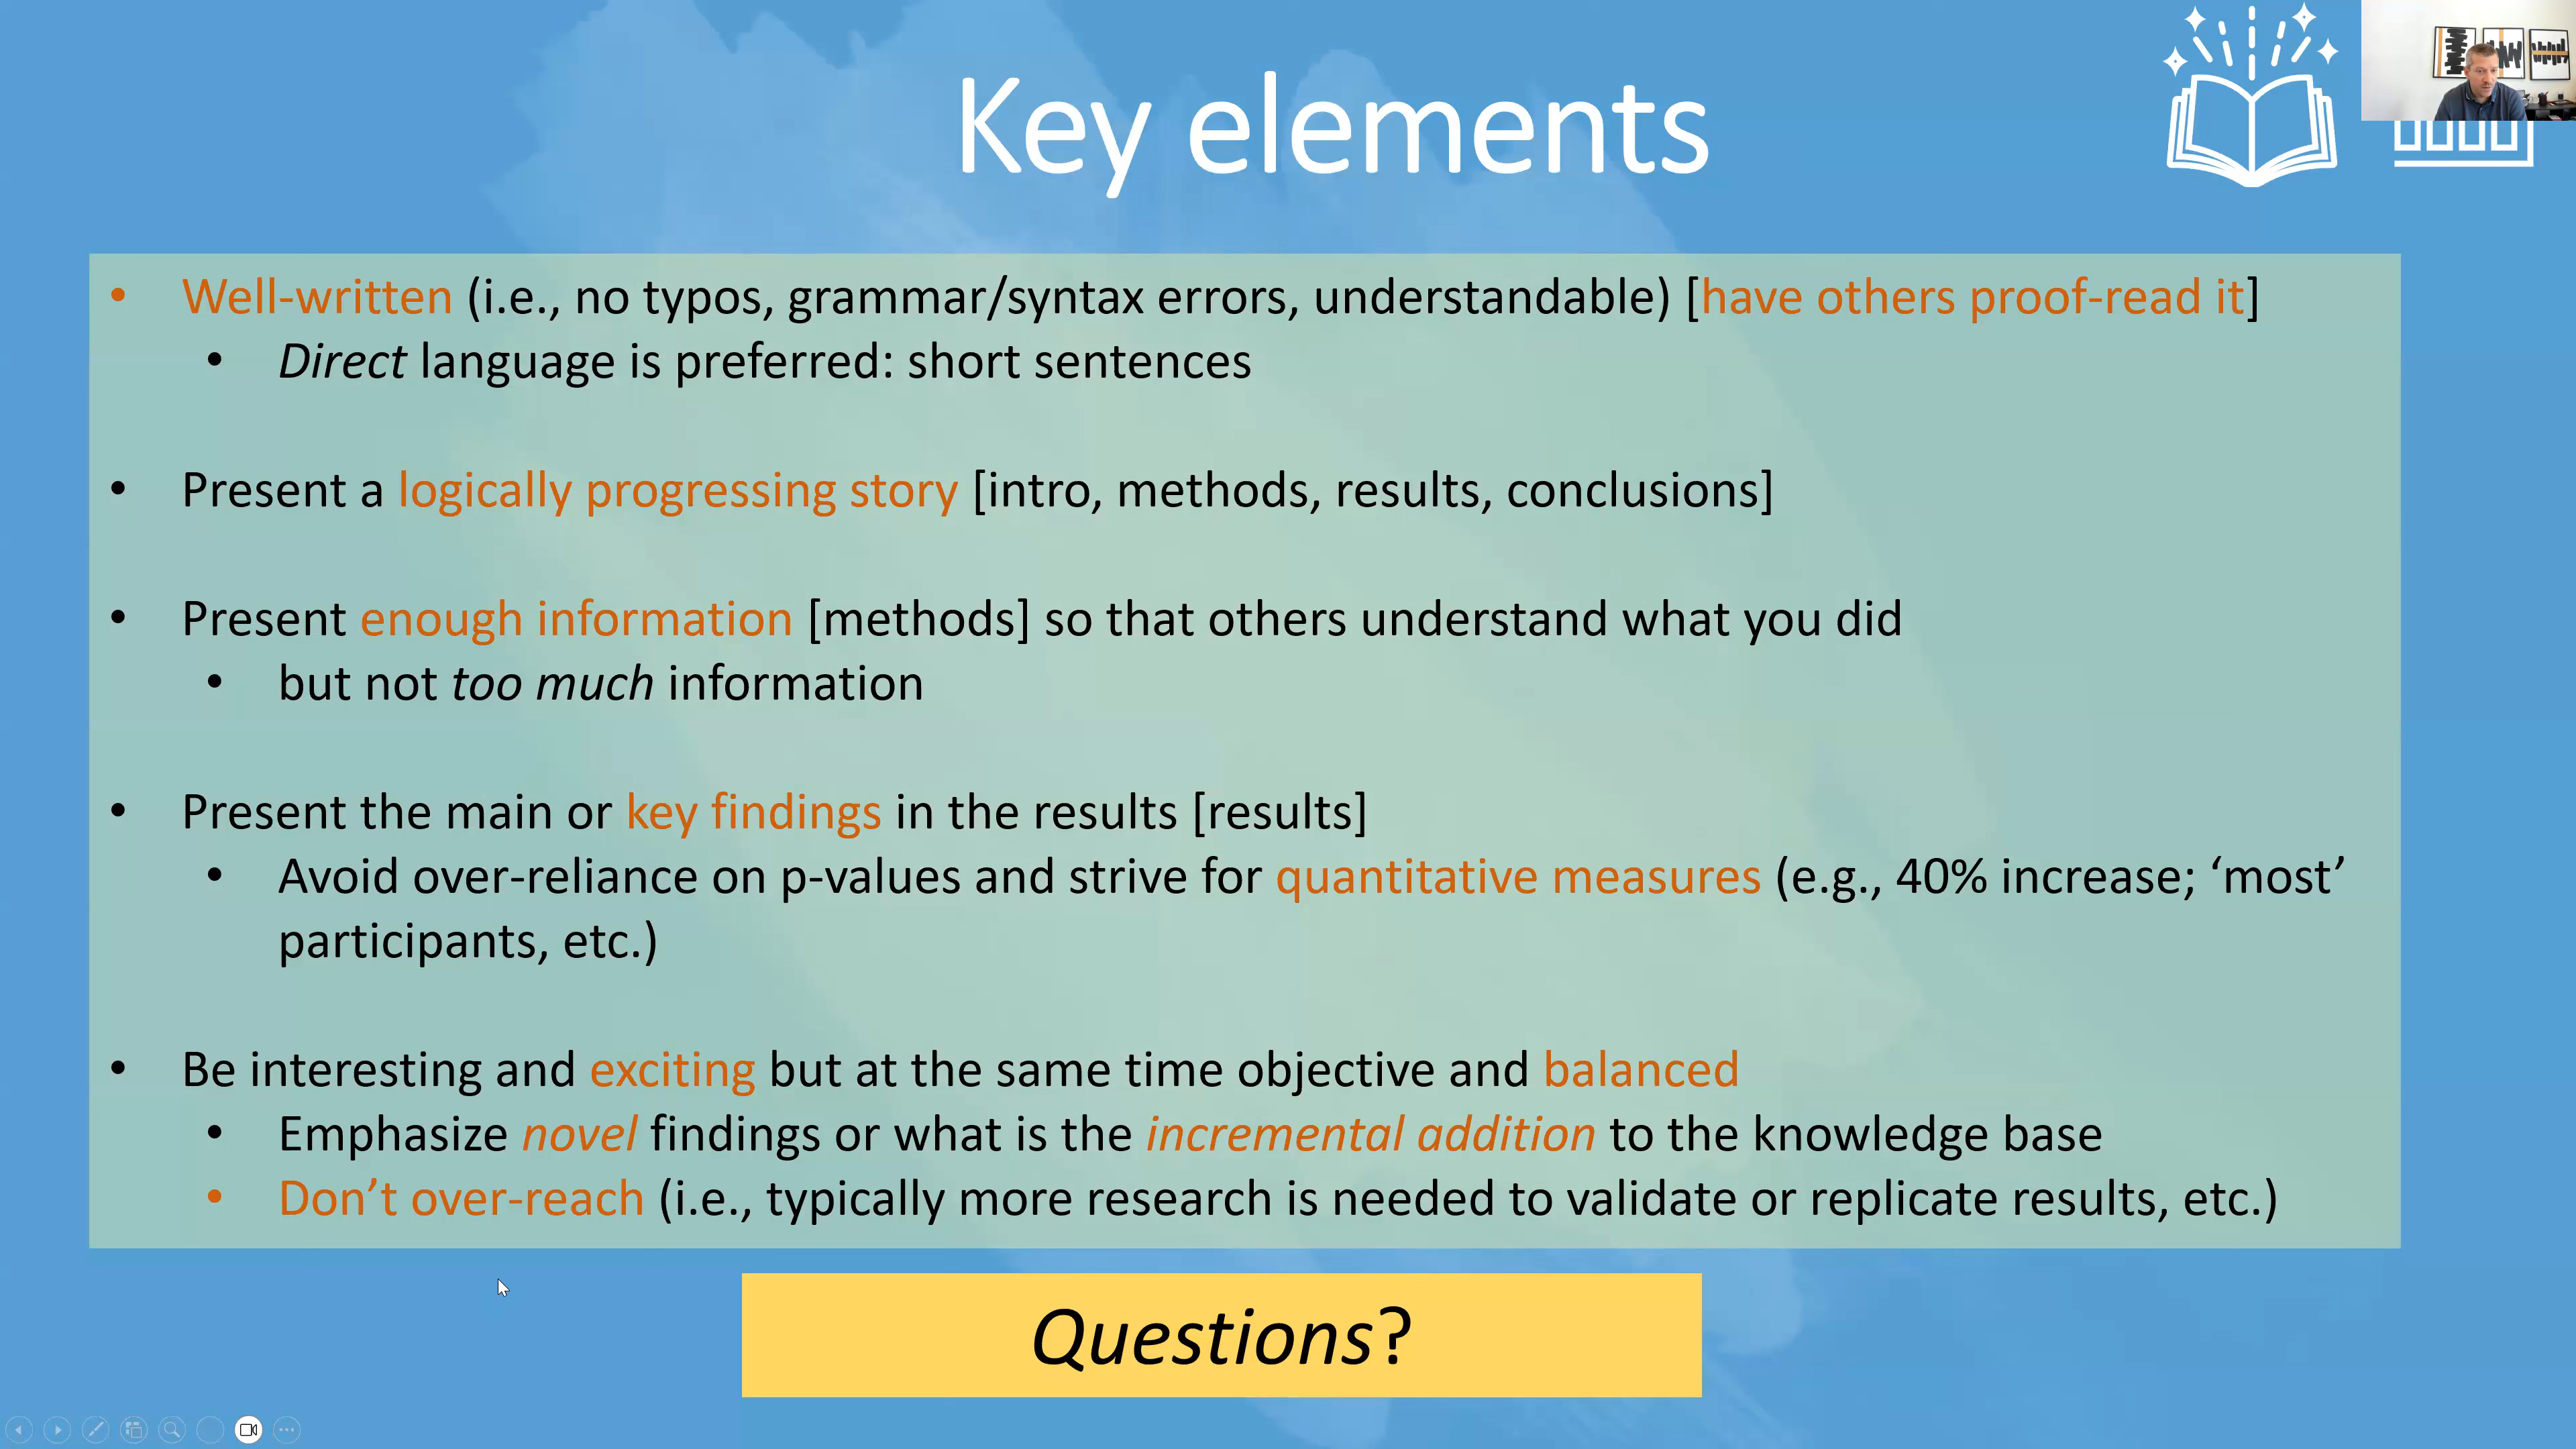 Key elements
• Well-written (i.e., no typos, grammar/syntax errors, understandable) [have others proof-read it]
• Direct language is preferred: short sentences
• Present a logically progressing story [intro, methods, results, conclusions]
• Present enough information [methods] so that others understand what you did
• but not too much information
• Present the main or key findings in the results [results]
• Avoid over-reliance on p-values and strive for quantitative measures (e.g., 40% increase; ‘most’
participants, etc.)
• Be interesting and exciting but at the same time objective and balanced
• Emphasize novel findings or what is the incremental addition to the knowledge base
• Don’t over-reach (i.e., typically more research is needed to validate or replicate results, etc.)
Questions?